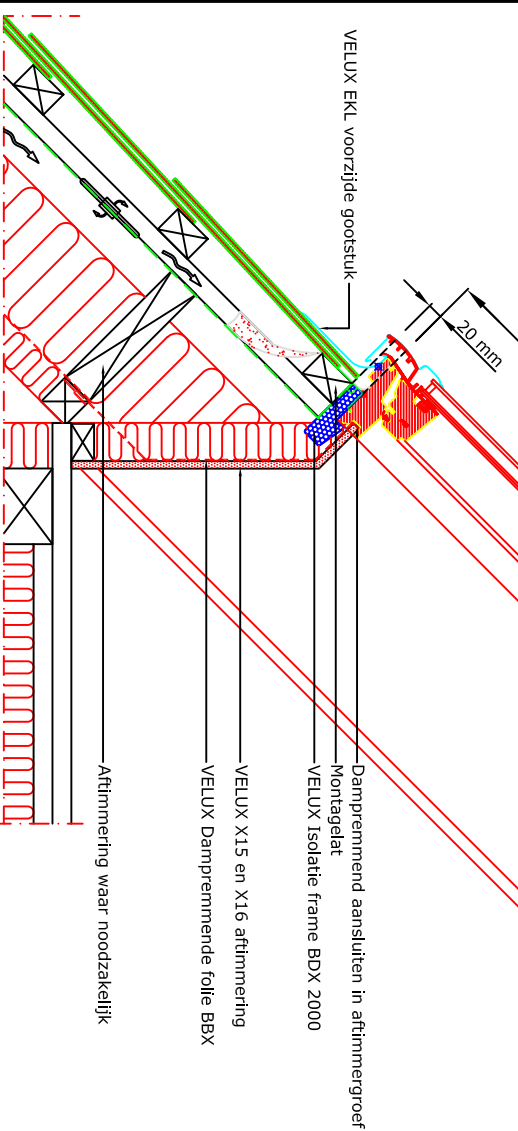 VELUX EKL voorzijde gootstuk
20 mm
Dampremmend aansluiten in aftimmergroef
Montagelat
VELUX Isolatie frame BDX 2000
VELUX X15 en X16 aftimmering
VELUX Dampremmende folie BBX
Aftimmering waar noodzakelijk